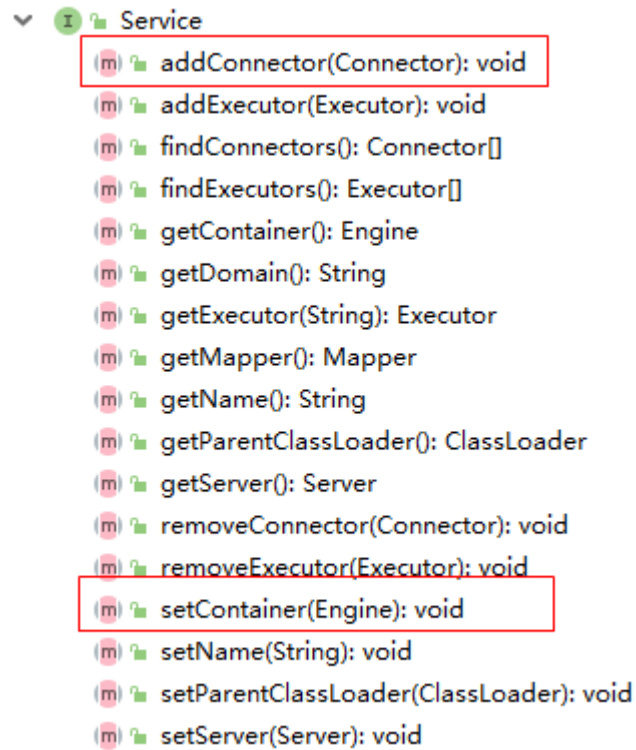 Service
addConnector(Connector): void
addExecutor(Executor): void
findConnectors(): Connector[]
findExecutors(): Executor[]
getContainer(): Engine
getDomain(): String
getExecutor(String): Executor
getMapper(): Mapper
getName(): String
getParentClassLoader(): ClassLoader
getServer(): Server
removeConnector(Connector): void
removeExecutor(Executor): void
setContainer(Engine): void
setName(String): void
setParentClassLoader(ClassLoader): void
setServer(Server): void